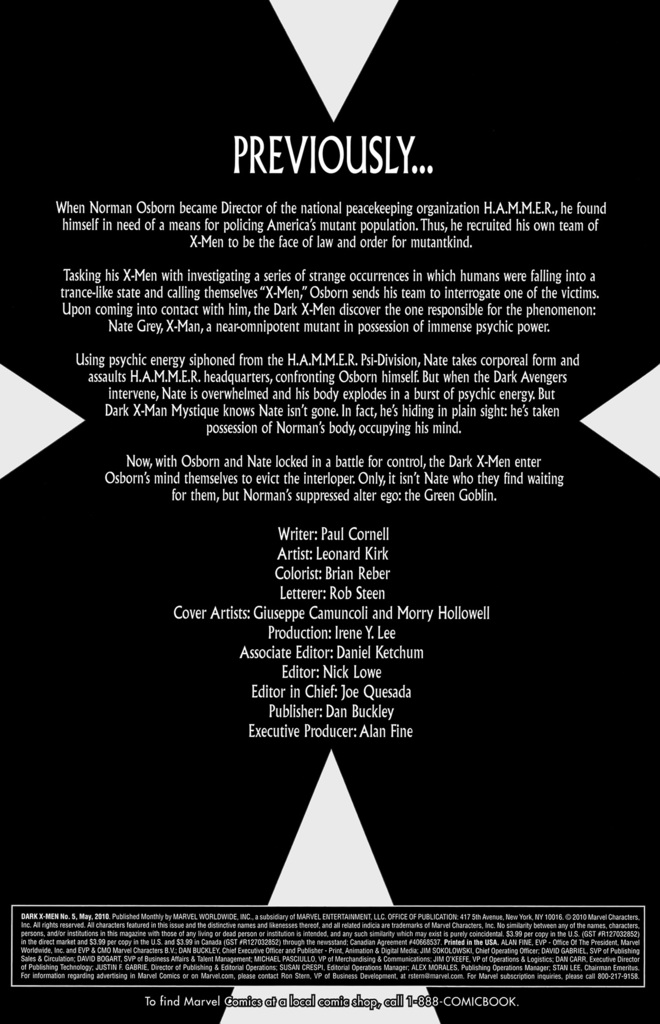 PREVIOUSLY...
When Norman Osborn became Director of the national peacekeeping organization H.A.M.M.E.R., he found
himself in need of a means for policing America's mutant population. Thus, he recruited his own team of
X-Men to be the face of law and order for mutantkind.
Tasking his X-Men with investigating a series of strange occurrences in which humans were falling into a
trance-like state and calling themselves "X-Men," Osborn sends his team to interrogate one of the victims.
Upon coming into contact with him, the Dark X-Men discover the one responsible for the phenomenon:
Nate Grey, X-Man, a near-omnipotent mutant in possession of immense psychic power.
Using psychic energy siphoned from the H.A.M.M.E.R. Psi-Division, Nate takes corporeal form and
assaults H.A.M.M.E.R. headquarters, confronting Osborn himself. But when the Dark Avengers
intervene, Nate is overwhelmed and his body explodes in a burst of psychic energy. But
Dark X-Man Mystique knows Nate isn't gone. In fact, he's hiding in plain sight: he's taken
possession of Norman's body, occupying his mind.
Now, with Osborn and Nate locked in a battle for control, the Dark X-Men enter
Osborn's mind themselves to evict the interloper. Only, it isn't Nate who they find waiting
for them, but Norman's suppressed alter ego: the Green Goblin.
Writer: Paul Cornell
Artist: Leonard Kirk
Colorist: Brian Reber
Letterer: Rob Steen
Cover Artists: Giuseppe Camuncoli and Morry Hollowell
Production: Irene Y. Lee
Associate Editor: Daniel Ketchum
Editor: Nick Lowe
Editor in Chief: Joe Quesada
Publisher: Dan Buckley
Executive Producer: Alan Fine
DARK X-MEN No. 5, May, 2010. Published Monthly by MARVEL WORLDWIDE, INC., a subsidiary of MARVEL ENTERTAINMENT, LLC. OFFICE OF PUBLICATION: 417 5th Avenue, New York, NY 10016. © 2010 Marvel Characters,
Inc. All rights reserved. All characters featured in this issue and the distinctive names and likenesses thereof, and all related indicia are trademarks of Marvel Characters, Inc. No similarity between any of the names, characters,
persons, and/or institutions in this magazine with those of any living or dead person or institution is intended, and any such similarity which may exist is purely coincidental. $3.99 per copy in the U.S. (GST #R127032852)
in the direct market and $3.99 per copy in the U.S. and $3.99 in Canada (GST #R127032852) through the newsstand; Canadian Agreement #40668537. Printed in the USA. ALAN FINE, EVP - Office Of The President, Marvel
Worldwide, Inc. and EVP & CMO Marvel Characters B.V.; DAN BUCKLEY, Chief Executive Officer and Publisher - Print, Animation & Digital Media; JIM SOKOLOWSKI, Chief Operating Officer; DAVID GABRIEL, SVP of Publishing
Sales & Circulation; DAVID BOGART, SVP of Business Affairs & Talent Management; MICHAEL PASCIULLO, VP of Merchandising & Communications; JIM O'KEEFE, VP of Operations & Logistics; DAN CARR, Executive Director
of Publishing Technology; JUSTIN F. GABRIE, Director of Publishing & Editorial Operations; SUSAN CRESPI, Editorial Operations Manager; ALEX MORALES, Publishing Operations Manager; STAN LEE, Chairman Emeritus.
For information regarding advertising in Marvel Comics or on Marvel.com, please contact Ron Stern, VP of Business Development, at rstern@marvel.com. For Marvel subscription inquiries, please call 800-217-9158.
To find Marvel Comics at a local comic shop, call 1-888-COMICBOOK.